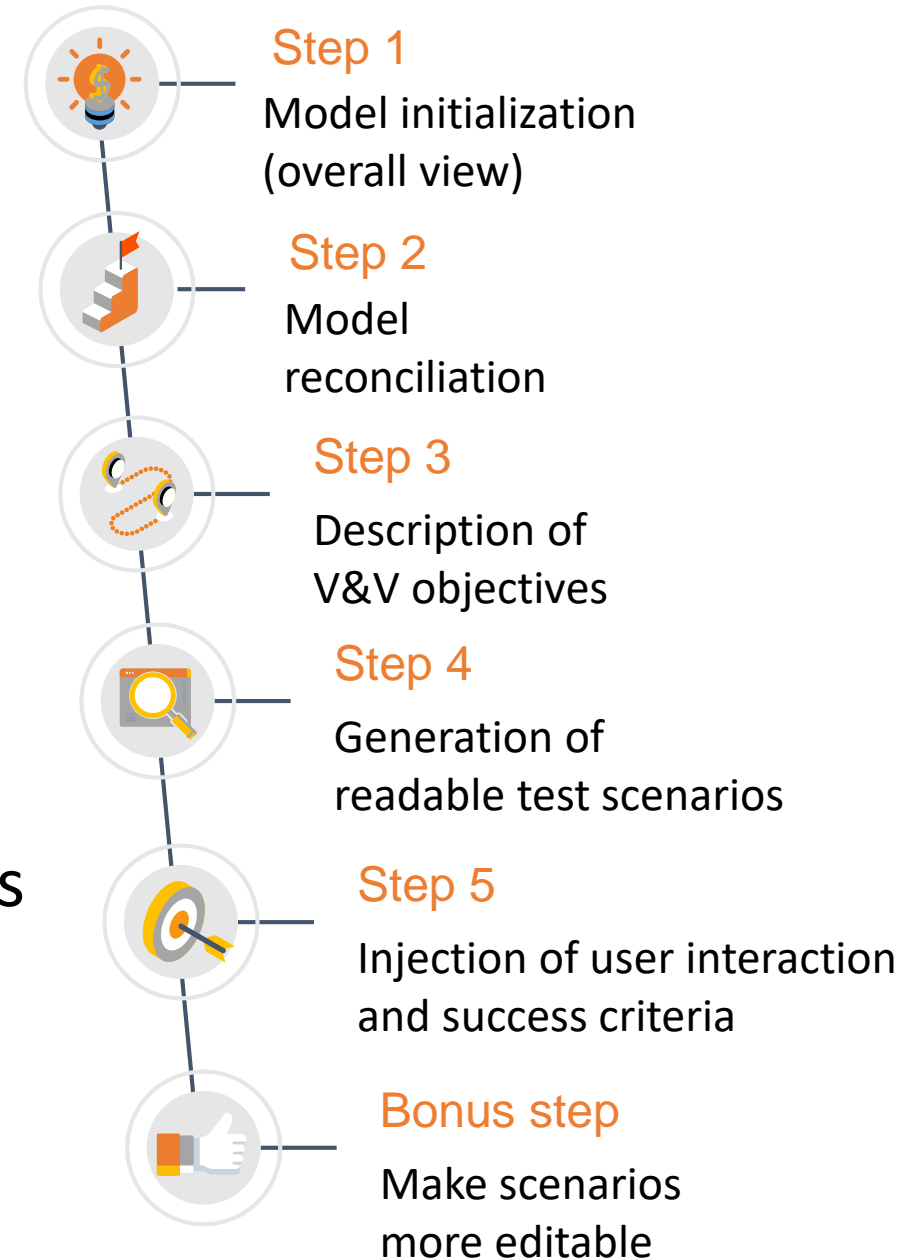 Step 1
Model initialization
(overall view)
Step 2
Model
reconciliation
Step 3
Description of
V&V objectives
Step 4
Generation of
readable test scenarios
s
Step 5
Injection of user interaction
and success criteria
Bonus step
Make scenarios
more editable